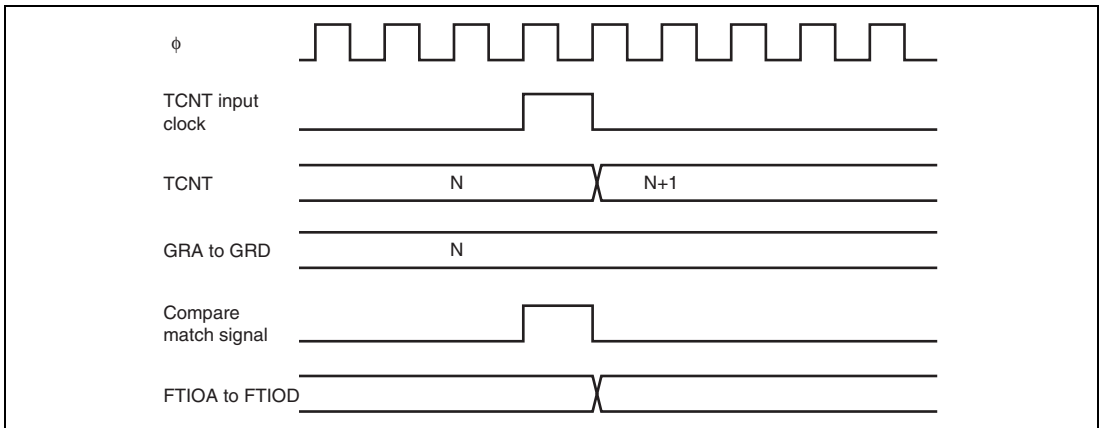 ϕ
TCNT input
clock
TCNT
N
N+1
GRA to GRD
N
Compare
match signal
FTIOA to FTIOD